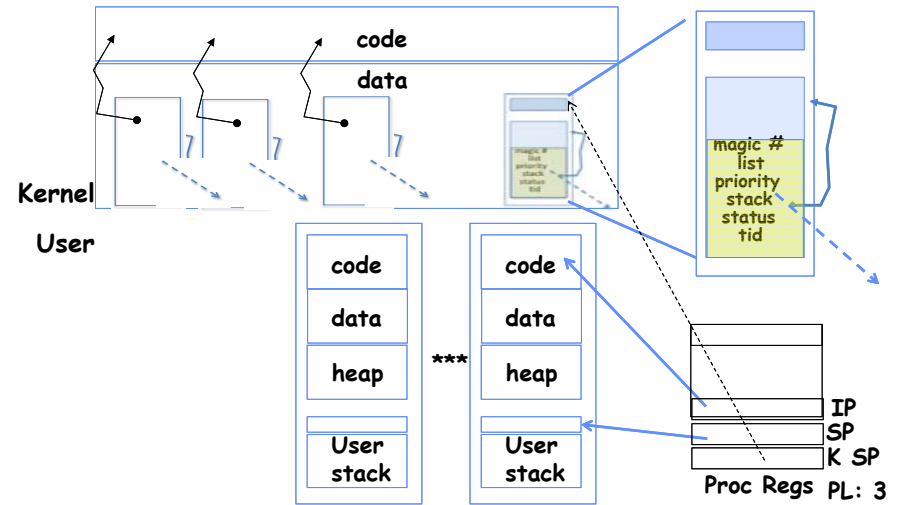 code
data
magic #
list
priority
stack
status
tid
magic #
list
priority
stack
status
tid
Kernel
User
code
data
heap
User
stack
***
code
data
heap
User
stack
IP
SP
K SP
Proc Regs
PL: 3